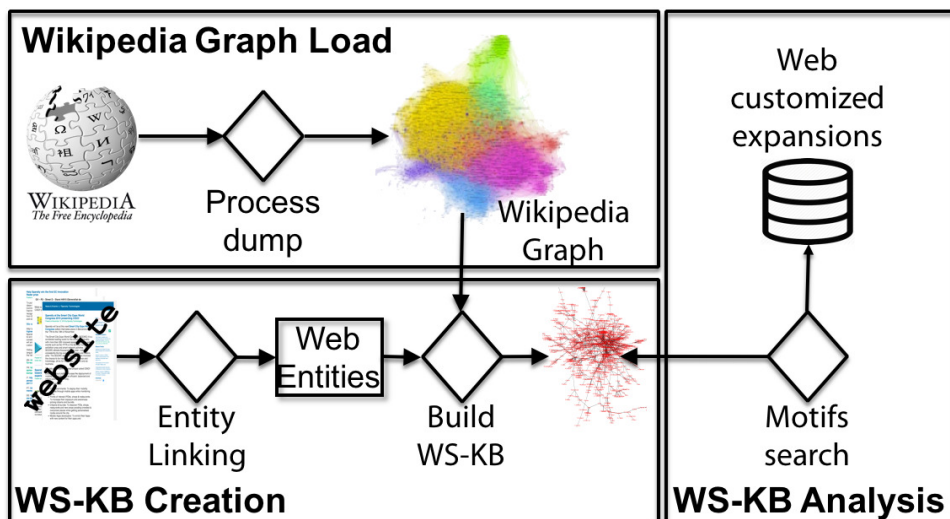 Wikipedia Graph Load
WIKIPEDIA
The Free Encyclopedia
Process
dump
Wikipedia
Graph
website
Entity
Linking
Web
Entities
Build
WS-KB
WS-KB Creation
Web
customized
expansions
Motifs
search
WS-KB Analysis